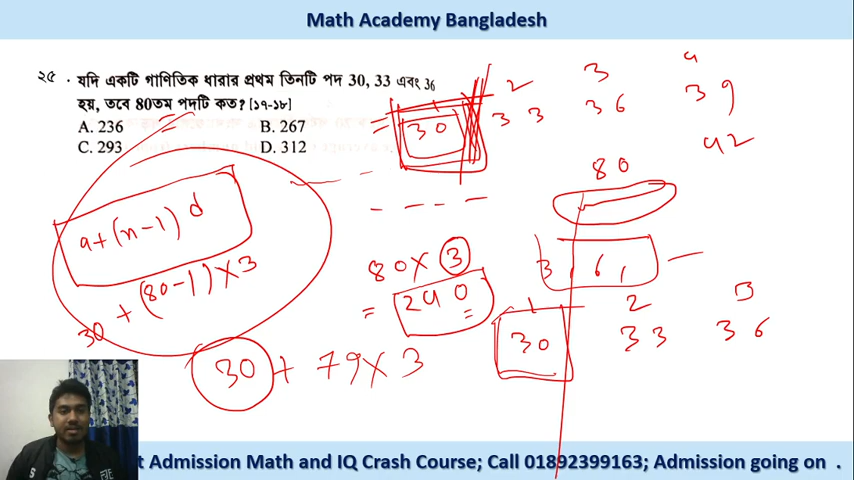 Math Academy Bangladesh
২৫ . যদি একটি গাণিতিক ধারার প্রথম তিনটি পদ 30, 33 এবং 36
হয়, তবে 80তম পদটি কত? [১৭-১৮]
A. 236 B. 267
C. 293 D. 312
2 3 4
= 30 33 36 39
42
80
a+(n-1) d
30 + (80-1)×3
80 × 3
= 240
3, 6,
1 2 3
30 33 36
30 + 79 × 3
t Admission Math and IQ Crash Course; Call 01892399163; Admission going on .